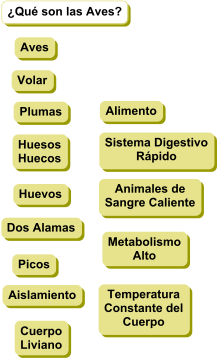 ¿Qué son las Aves?
Aves
Volar
Plumas
Alimento
Huesos
Huecos
Sistema Digestivo
Rápido
Huevos
Animales de
Sangre Caliente
Dos Alamas
Metabolismo
Alto
Picos
Aislamiento
Temperatura
Constante del
Cuerpo
Cuerpo
Liviano